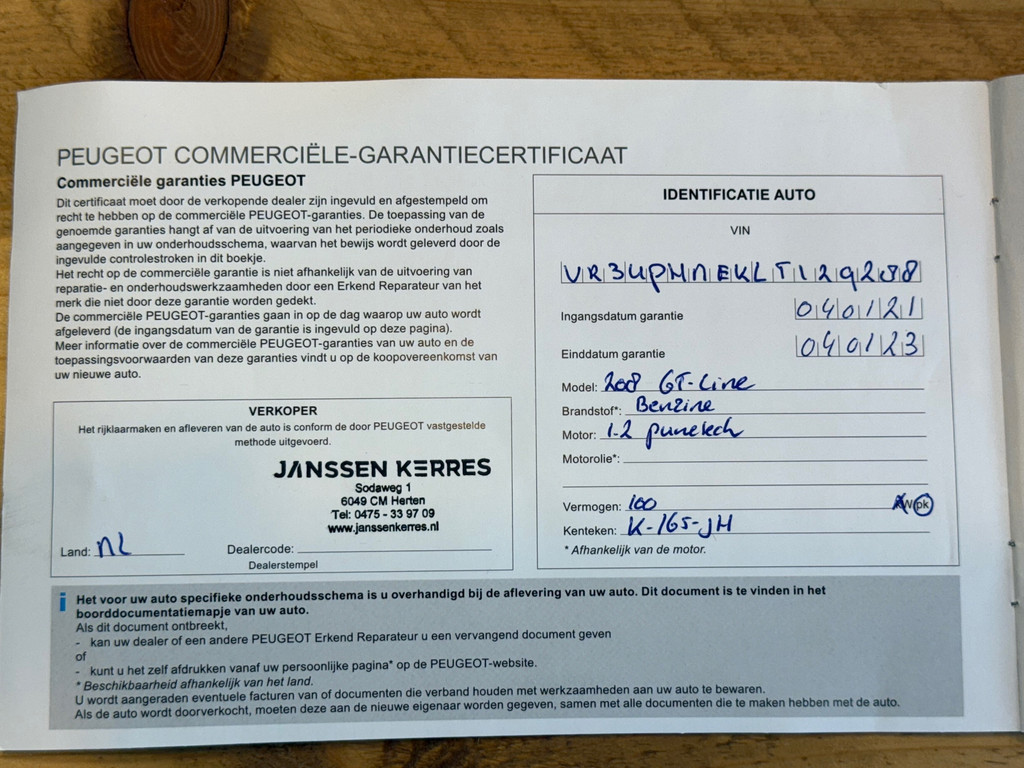 PEUGEOT COMMERCIËLE-GARANTIECERTIFICAAT
Commerciële garanties PEUGEOT
Dit certificaat moet door de verkopende dealer zijn ingevuld en afgestempeld om
recht te hebben op de commerciële PEUGEOT-garanties. De toepassing van de
genoemde garanties hangt af van de uitvoering van het periodieke onderhoud zoals
aangegeven in uw onderhoudsschema, waarvan het bewijs wordt geleverd door de
ingevulde controlestroken in dit boekje.
Het recht op de commerciële garantie is niet afhankelijk van de uitvoering van
reparatie- en onderhoudswerkzaamheden door een Erkend Reparateur van het
merk die niet door deze garantie worden gedekt.
De commerciële PEUGEOT-garanties gaan in op de dag waarop uw auto wordt
afgeleverd (de ingangsdatum van de garantie is ingevuld op deze pagina).
Meer informatie over de commerciële PEUGEOT-garanties van uw auto en de
toepassingsvoorwaarden van deze garanties vindt u op de koopovereenkomst van
uw nieuwe auto.
VERKOPER
Het rijklaarmaken en afleveren van de auto is conform de door PEUGEOT vastgestelde
methode uitgevoerd.
JANSSEN KERRES
Sodaweg 1
6049 CM Herten
Tel: 0475 - 33 97 09
www.janssenkerres.nl
Land: NL Dealercode:
Dealerstempel
IDENTIFICATIE AUTO
VIN
VR3UPHNEKLT129288
Ingangsdatum garantie 040121
Einddatum garantie 040123
Model: 208 GT-Line
Brandstof*: Benzine
Motor: 1.2 puretech
Motorolie*:
Vermogen: 100 kW/pk
Kenteken: K-165-JH
* Afhankelijk van de motor.
i Het voor uw auto specifieke onderhoudsschema is u overhandigd bij de aflevering van uw auto. Dit document is te vinden in het
boorddocumentatiemapje van uw auto.
Als dit document ontbreekt,
- kan uw dealer of een andere PEUGEOT Erkend Reparateur u een vervangend document geven
of
- kunt u het zelf afdrukken vanaf uw persoonlijke pagina* op de PEUGEOT-website.
* Beschikbaarheid afhankelijk van het land.
U wordt aangeraden eventuele facturen van of documenten die verband houden met werkzaamheden aan uw auto te bewaren.
Als de auto wordt doorverkocht, moeten deze aan de nieuwe eigenaar worden gegeven, samen met alle documenten die te maken hebben met de auto.